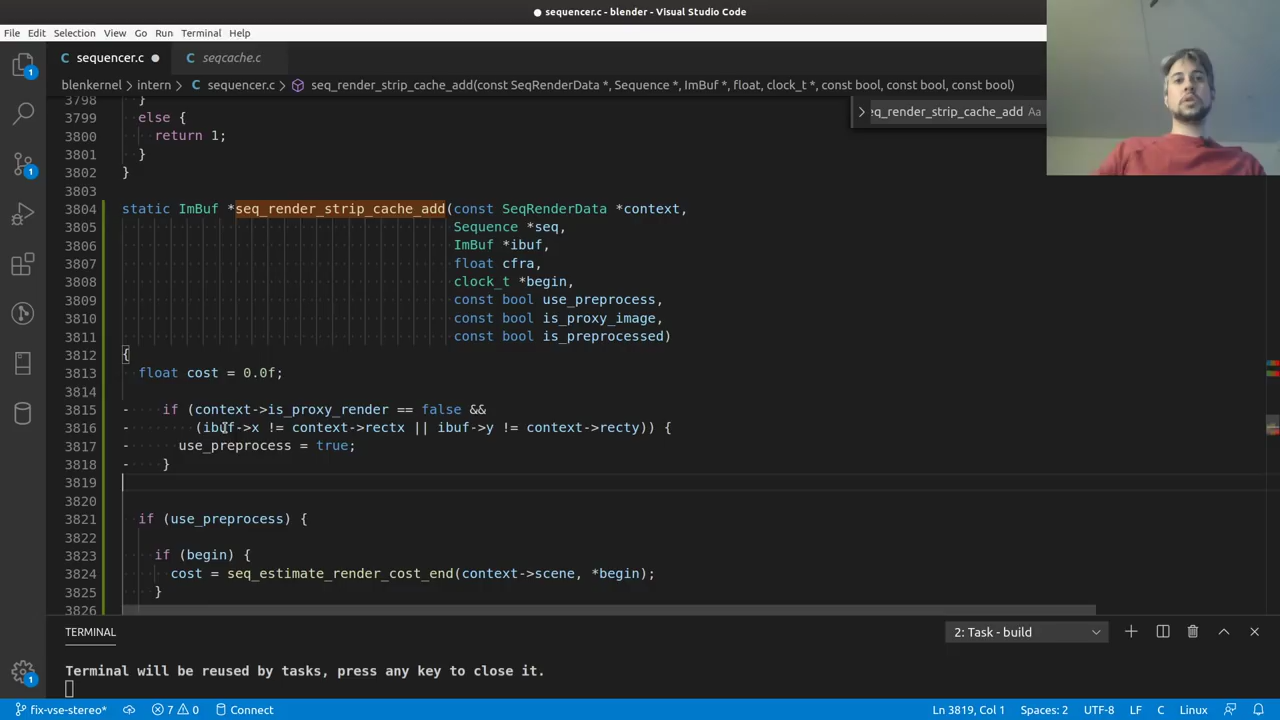 sequencer.c - blender - Visual Studio Code
File Edit Selection View Go Run Terminal Help
C sequencer.c C seqcache.c
blenkernel > intern > C sequencer.c > seq_render_strip_cache_add(const SeqRenderData *, Sequence *, ImBuf *, float, clock_t *, const bool, const bool, const bool)
eq_render_strip_cache_add Aa
3798 }
3799 else {
3800 return 1;
3801 }
3802 }
3803
3804 static ImBuf *seq_render_strip_cache_add(const SeqRenderData *context,
3805 Sequence *seq,
3806 ImBuf *ibuf,
3807 float cfra,
3808 clock_t *begin,
3809 const bool use_preprocess,
3810 const bool is_proxy_image,
3811 const bool is_preprocessed)
3812 {
3813 float cost = 0.0f;
3814
3815 - if (context->is_proxy_render == false &&
3816 - (ibuf->x != context->rectx || ibuf->y != context->recty)) {
3817 - use_preprocess = true;
3818 - }
3819
3820
3821 if (use_preprocess) {
3822
3823 if (begin) {
3824 cost = seq_estimate_render_cost_end(context->scene, *begin);
3825 }
3826
TERMINAL 2: Task - build
Terminal will be reused by tasks, press any key to close it.
fix-vse-stereo* 7 0 Connect Ln 3819, Col 1 Spaces: 2 UTF-8 LF C Linux